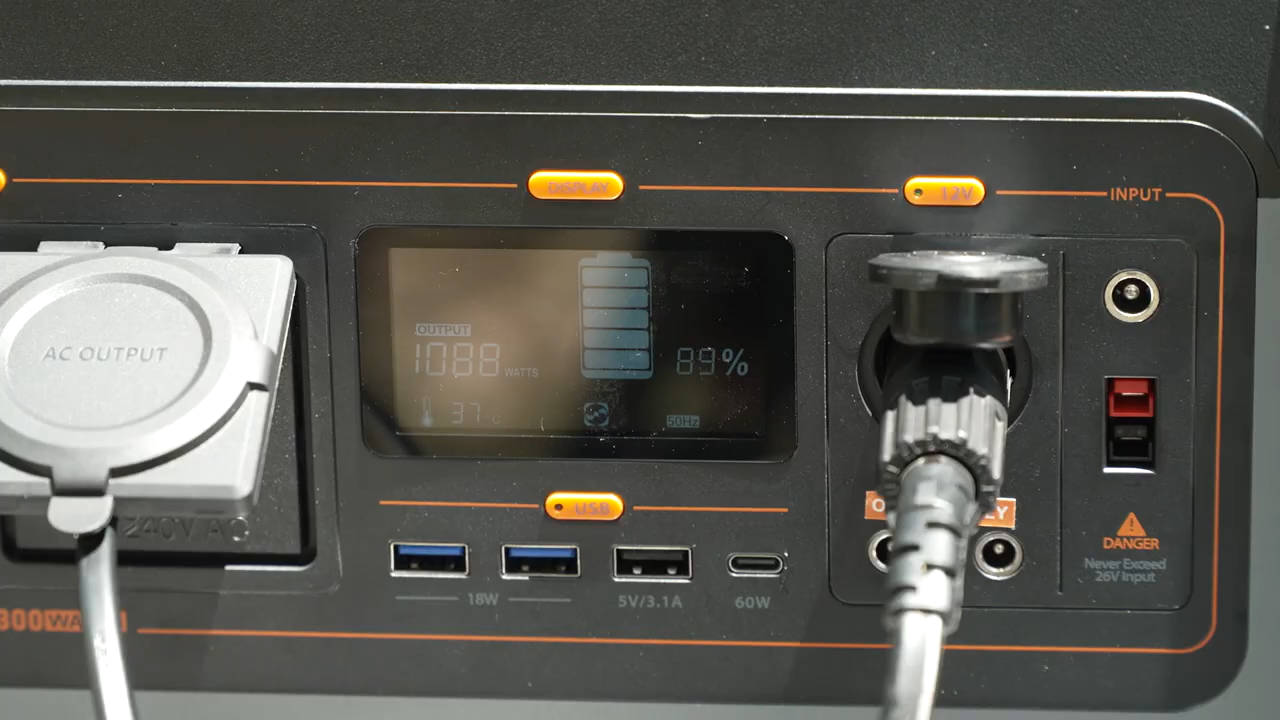 DISPLAY
12V
INPUT
AC OUTPUT
OUTPUT
1088 WATTS
89%
37°C
50Hz
USB
240V AC
18W
5V/3.1A
60W
DANGER
Never Exceed
26V Input
300WA